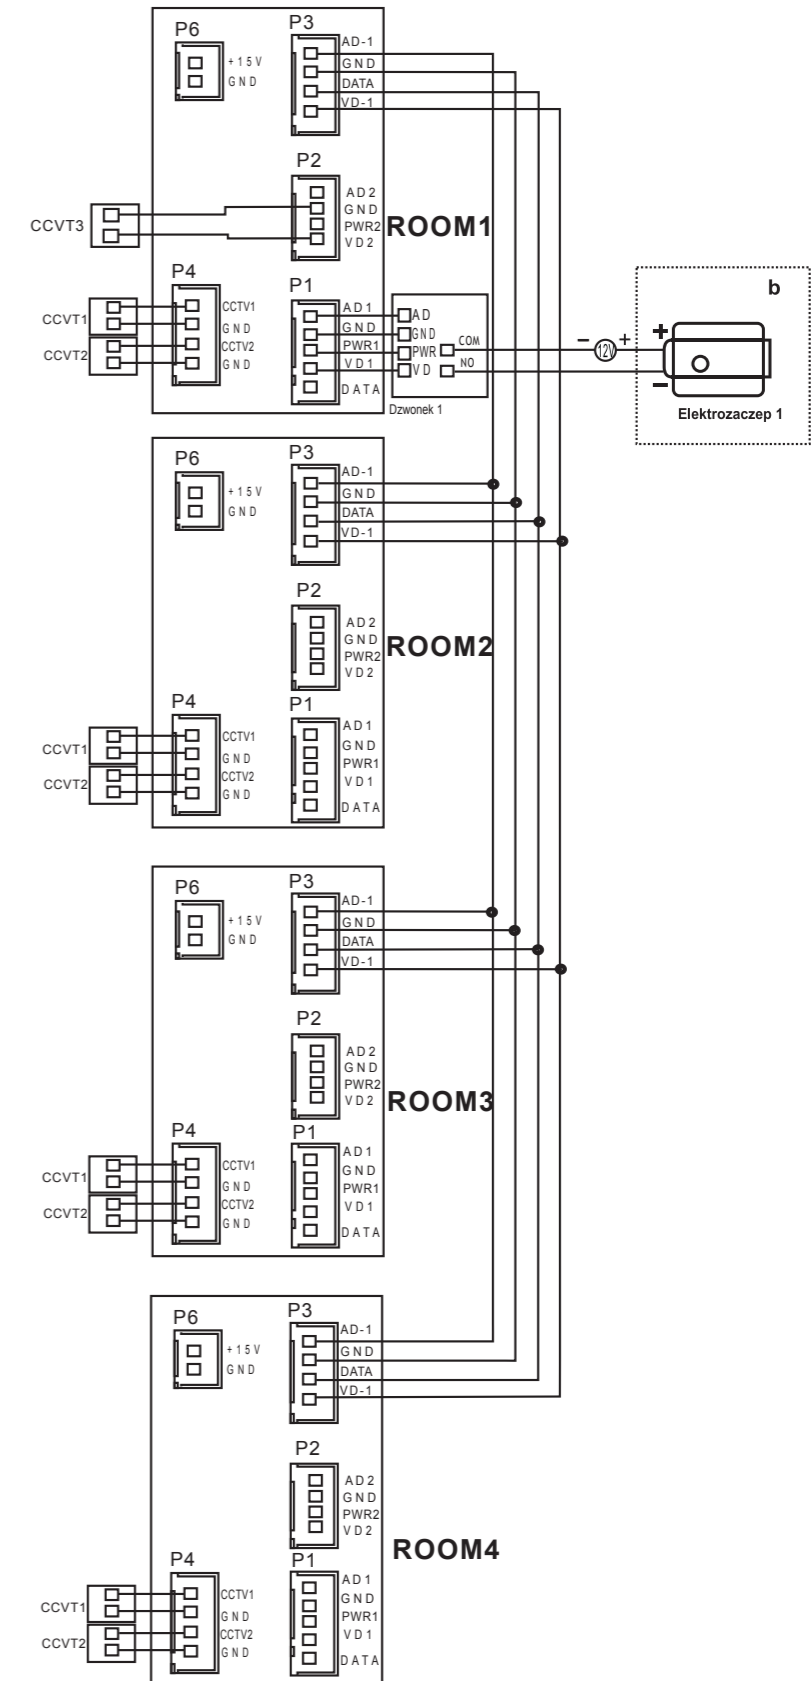 P6
P3
+15V
GND
AD-1
GND
DATA
VD-1
P2
AD2
GND
PWR2
VD2
ROOM1
CCVT3
P4
CCTV1
GND
CCTV2
GND
CCVT1
CCVT2
P1
AD1
GND
PWR1
VD1
DATA
AD
GND
PWR
VD
COM
NO
Dzwonek 1
− 12V +
b
+
−
Elektrozaczep 1
P6
P3
+15V
GND
AD-1
GND
DATA
VD-1
P2
AD2
GND
PWR2
VD2
ROOM2
P4
CCTV1
GND
CCTV2
GND
CCVT1
CCVT2
P1
AD1
GND
PWR1
VD1
DATA
P6
P3
+15V
GND
AD-1
GND
DATA
VD-1
P2
AD2
GND
PWR2
VD2
ROOM3
P4
CCTV1
GND
CCTV2
GND
CCVT1
CCVT2
P1
AD1
GND
PWR1
VD1
DATA
P6
P3
+15V
GND
AD-1
GND
DATA
VD-1
P2
AD2
GND
PWR2
VD2
ROOM4
P4
CCTV1
GND
CCTV2
GND
CCVT1
CCVT2
P1
AD1
GND
PWR1
VD1
DATA